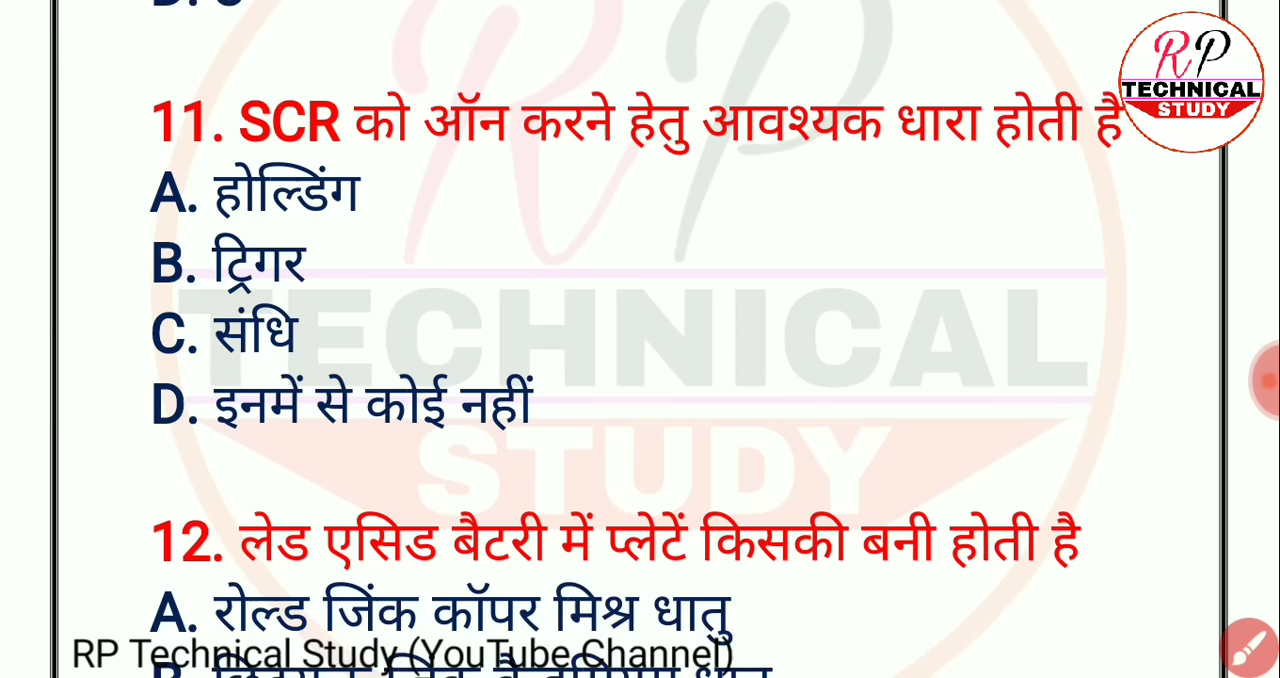 RP
TECHNICAL
STUDY
11. SCR को ऑन करने हेतु आवश्यक धारा होती है
A. होल्डिंग
B. ट्रिगर
C. संधि
D. इनमें से कोई नहीं
RP
TECHNICAL
STUDY
12. लेड एसिड बैटरी में प्लेटें किसकी बनी होती है
A. रोल्ड जिंक कॉपर मिश्र धातु
RP Technical Study (YouTube Channel)
B.